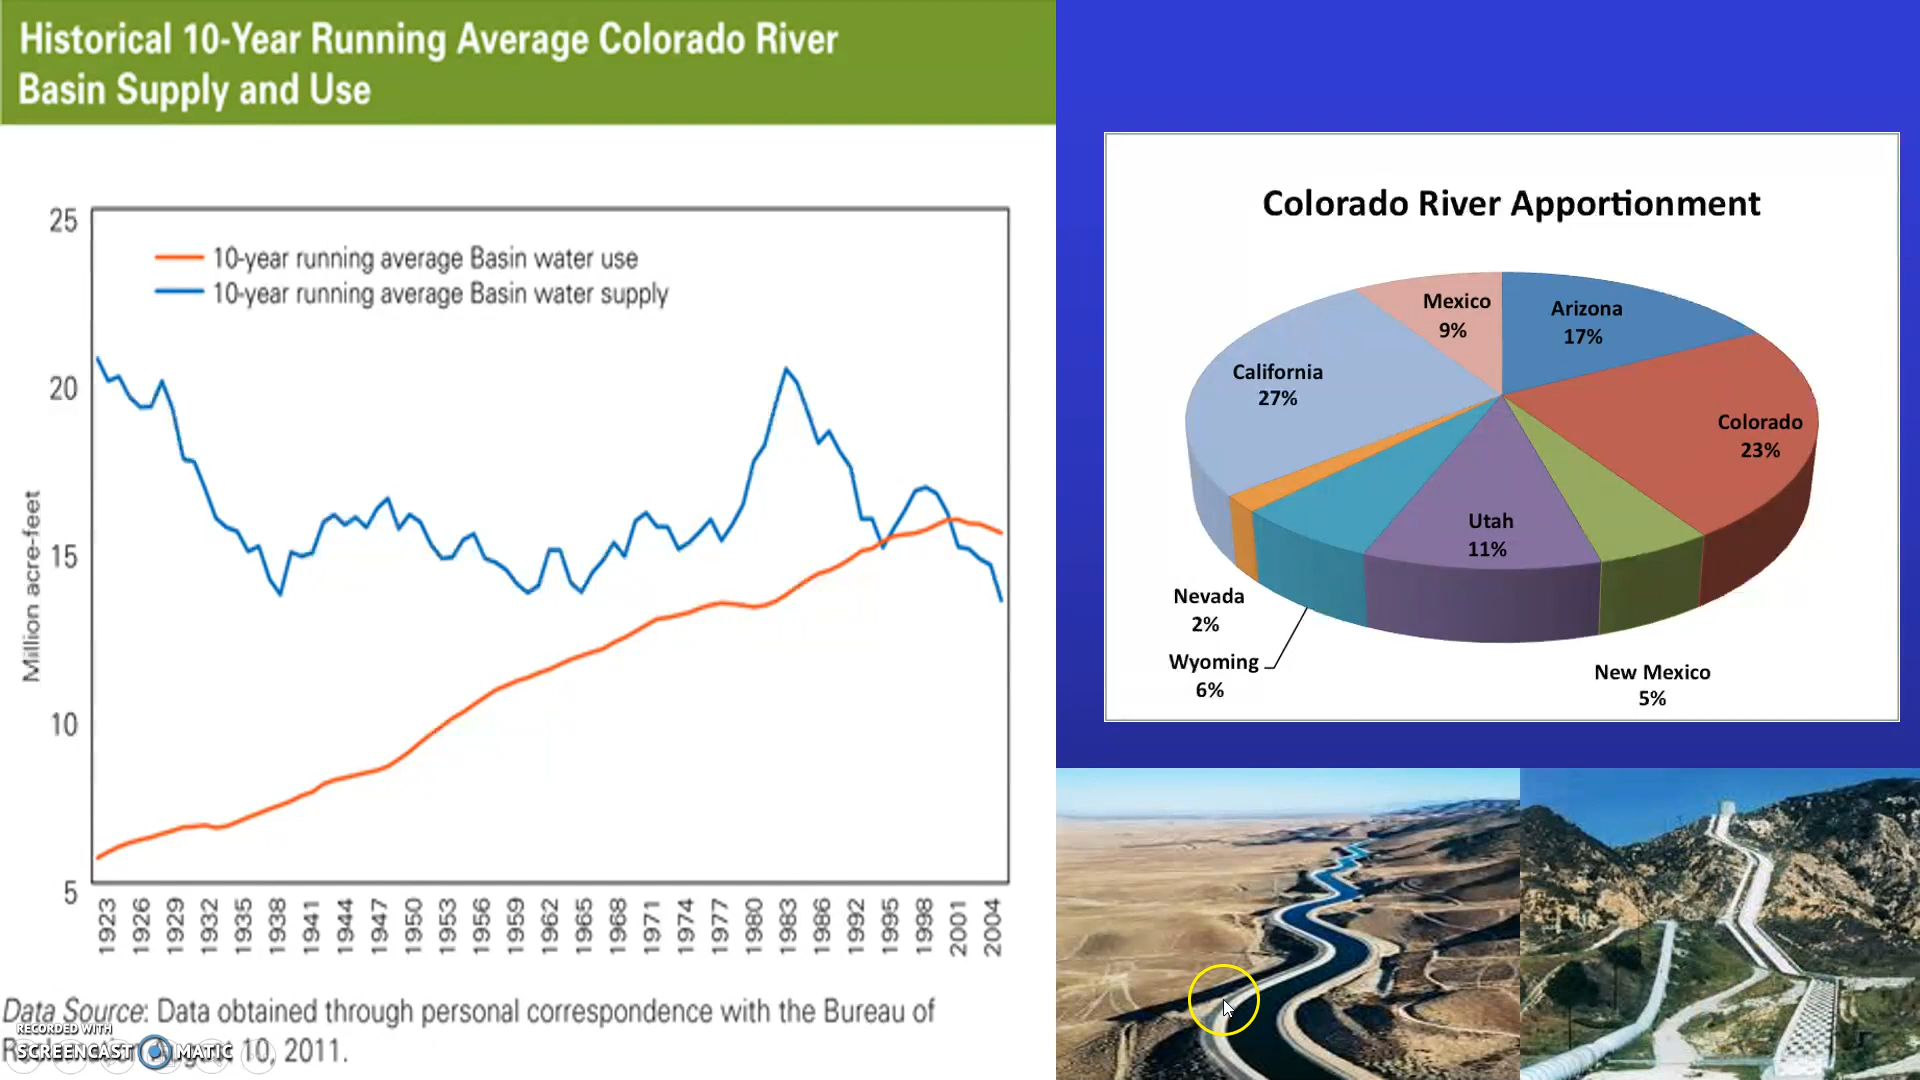 Historical 10-Year Running Average Colorado River
Basin Supply and Use
25
20
15
10
5
Million acre-feet
10-year running average Basin water use
10-year running average Basin water supply
1923
1926
1929
1932
1935
1938
1941
1944
1947
1950
1953
1956
1959
1962
1965
1968
1971
1974
1977
1980
1983
1986
1992
1995
1998
2001
2004
Data Source: Data obtained through personal correspondence with the Bureau of
10, 2011.
RECORDED WITH
SCREENCAST MATIC
Colorado River Apportionment
Mexico
9%
Arizona
17%
California
27%
Colorado
23%
Utah
11%
Nevada
2%
Wyoming
6%
New Mexico
5%